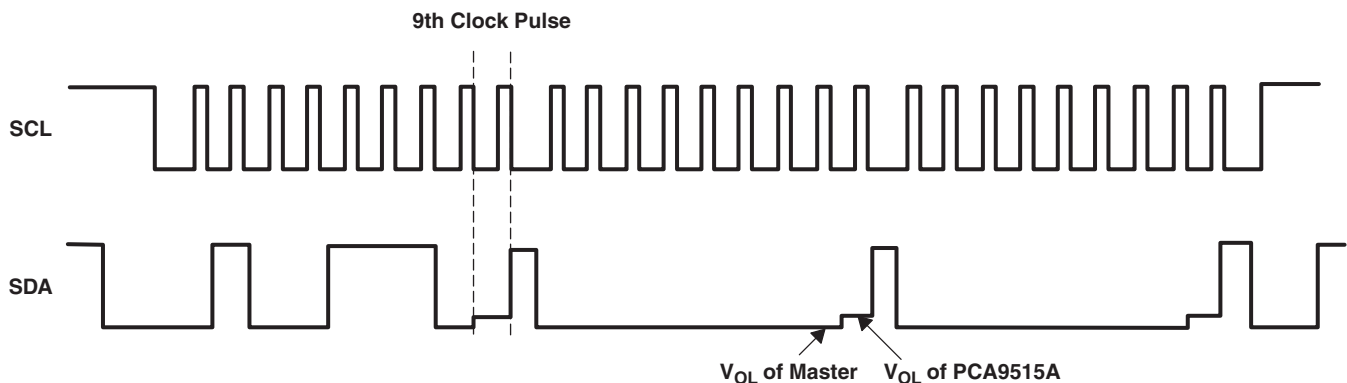 9th Clock Pulse
SCL
SDA
VOL of Master
VOL of PCA9515A